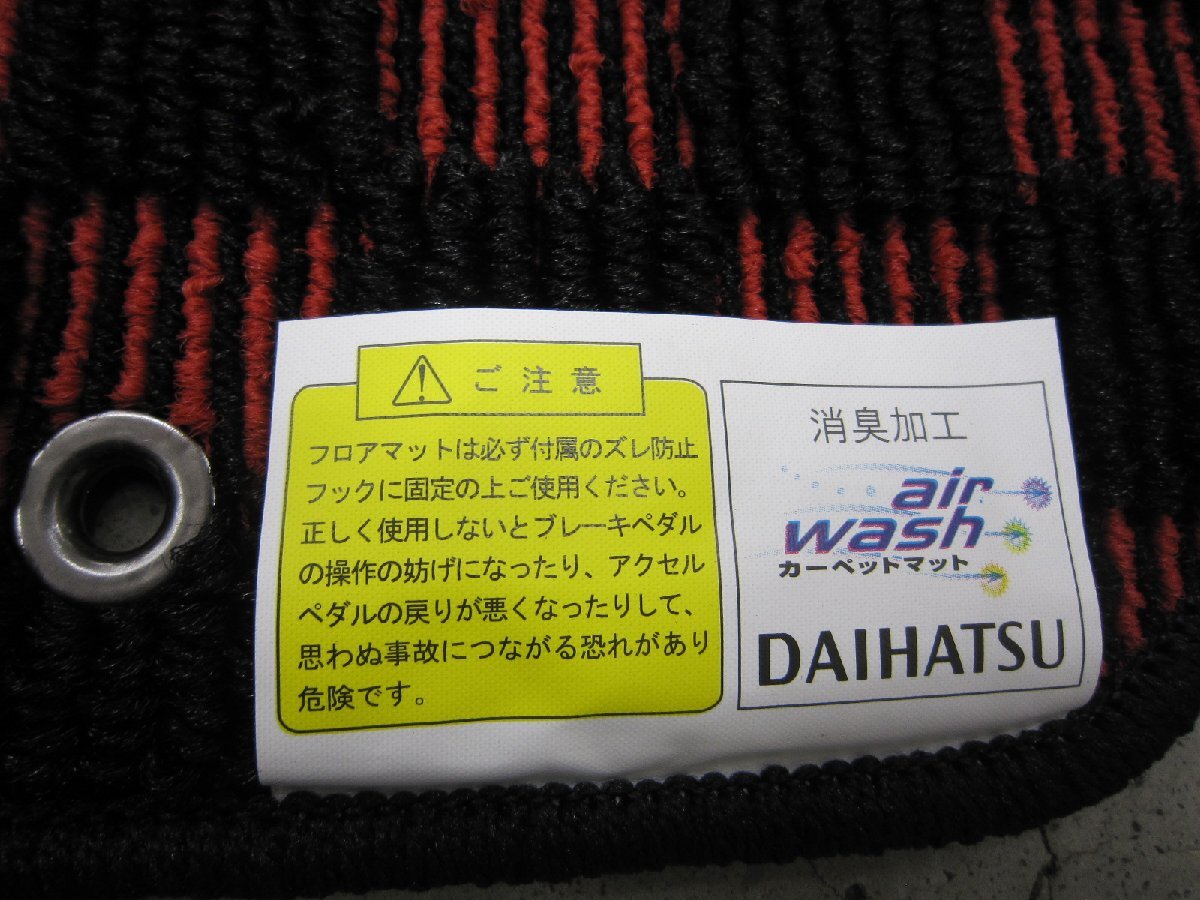 ご注意
フロアマットは必ず付属のズレ防止
フックに固定の上ご使用ください。
正しく使用しないとブレーキペダル
の操作の妨げになったり、アクセル
ペダルの戻りが悪くなったりして、
思わぬ事故につながる恐れがあり
危険です。
消臭加工
air
wash
カーペットマット
DAIHATSU